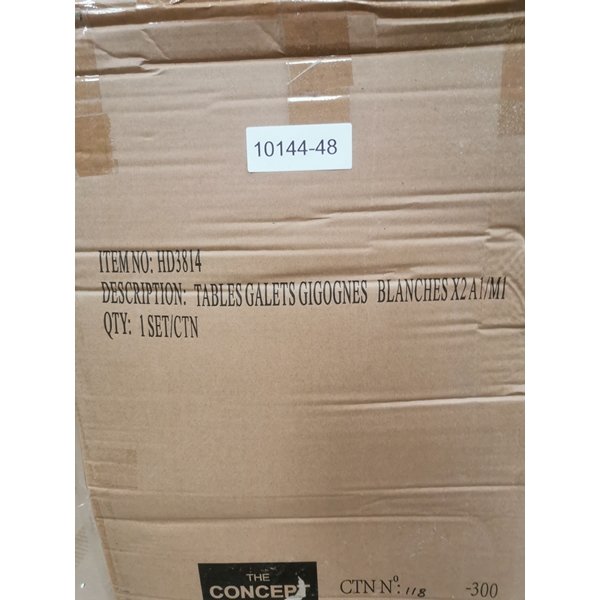 10144-48
ITEM NO: HD3814
DESCRIPTION: TABLES GALETS GIGOGNES BLANCHES X2 A1/M1
QTY: 1 SET/CTN
THE
CONCEPT
CTN Nº: 118 -300